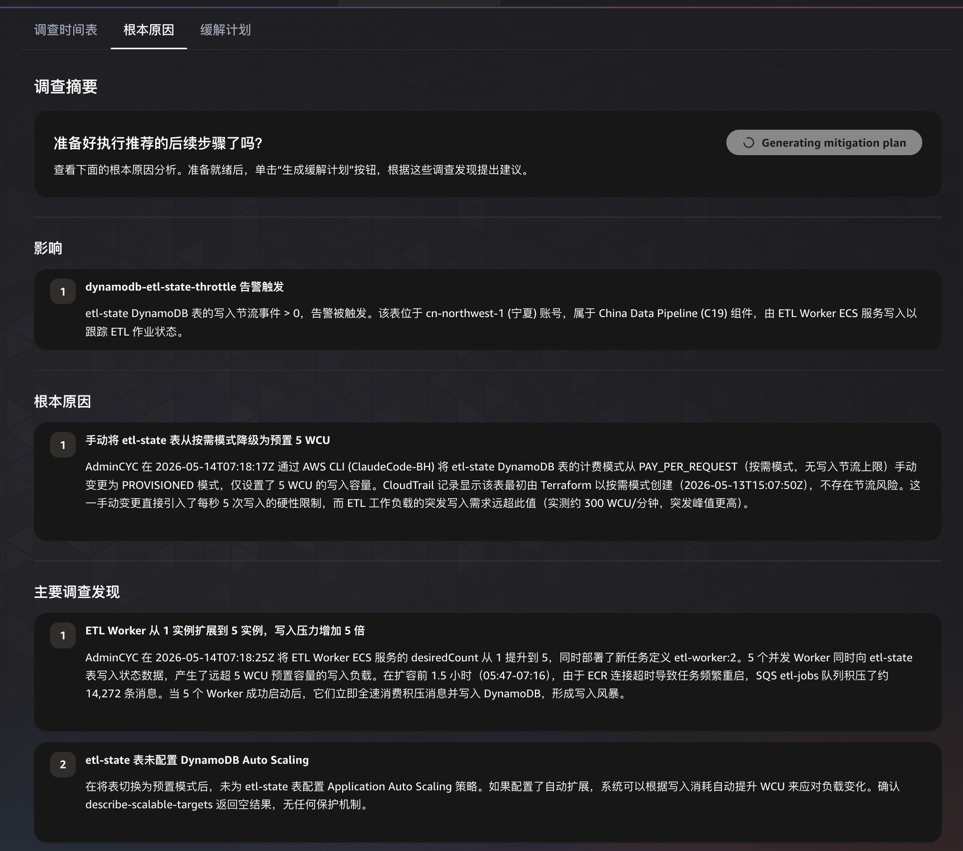 调查时间表 根本原因 缓解计划
调查摘要
准备好执行推荐的后续步骤了吗?
Generating mitigation plan
查看下面的根本原因分析。准备就绪后，单击“生成缓解计划”按钮，根据这些调查发现提出建议。
影响
1 dynamodb-etl-state-throttle 告警触发
etl-state DynamoDB 表的写入节流事件 > 0，告警被触发。该表位于 cn-northwest-1 (宁夏) 账号，属于 China Data Pipeline (C19) 组件，由 ETL Worker ECS 服务写入以
跟踪 ETL 作业状态。
根本原因
1 手动将 etl-state 表从按需模式降级为预置 5 WCU
AdminCYC 在 2026-05-14T07:18:17Z 通过 AWS CLI (ClaudeCode-BH) 将 etl-state DynamoDB 表的计费模式从 PAY_PER_REQUEST（按需模式，无写入节流上限）手动
变更为 PROVISIONED 模式，仅设置了 5 WCU 的写入容量。CloudTrail 记录显示该表最初由 Terraform 以按需模式创建（2026-05-13T15:07:50Z），不存在节流风险。这
一手动变更直接引入了每秒 5 次写入的硬性限制，而 ETL 工作负载的突发写入需求远超此值（实测约 300 WCU/分钟，突发峰值更高）。
主要调查发现
1 ETL Worker 从 1 实例扩展到 5 实例，写入压力增加 5 倍
AdminCYC 在 2026-05-14T07:18:25Z 将 ETL Worker ECS 服务的 desiredCount 从 1 提升到 5，同时部署了新任务定义 etl-worker:2。5 个并发 Worker 同时向 etl-state
表写入状态数据，产生了远超 5 WCU 预置容量的写入负载。在扩容前 1.5 小时（05:47-07:16），由于 ECR 连接超时导致任务频繁重启，SQS etl-jobs 队列积压了约
14,272 条消息。当 5 个 Worker 成功启动后，它们立即全速消费积压消息并写入 DynamoDB，形成写入风暴。
2 etl-state 表未配置 DynamoDB Auto Scaling
在将表切换为预置模式后，未为 etl-state 表配置 Application Auto Scaling 策略。如果配置了自动扩展，系统可以根据写入消耗自动提升 WCU 来应对负载变化。确认
describe-scalable-targets 返回空结果，无任何保护机制。